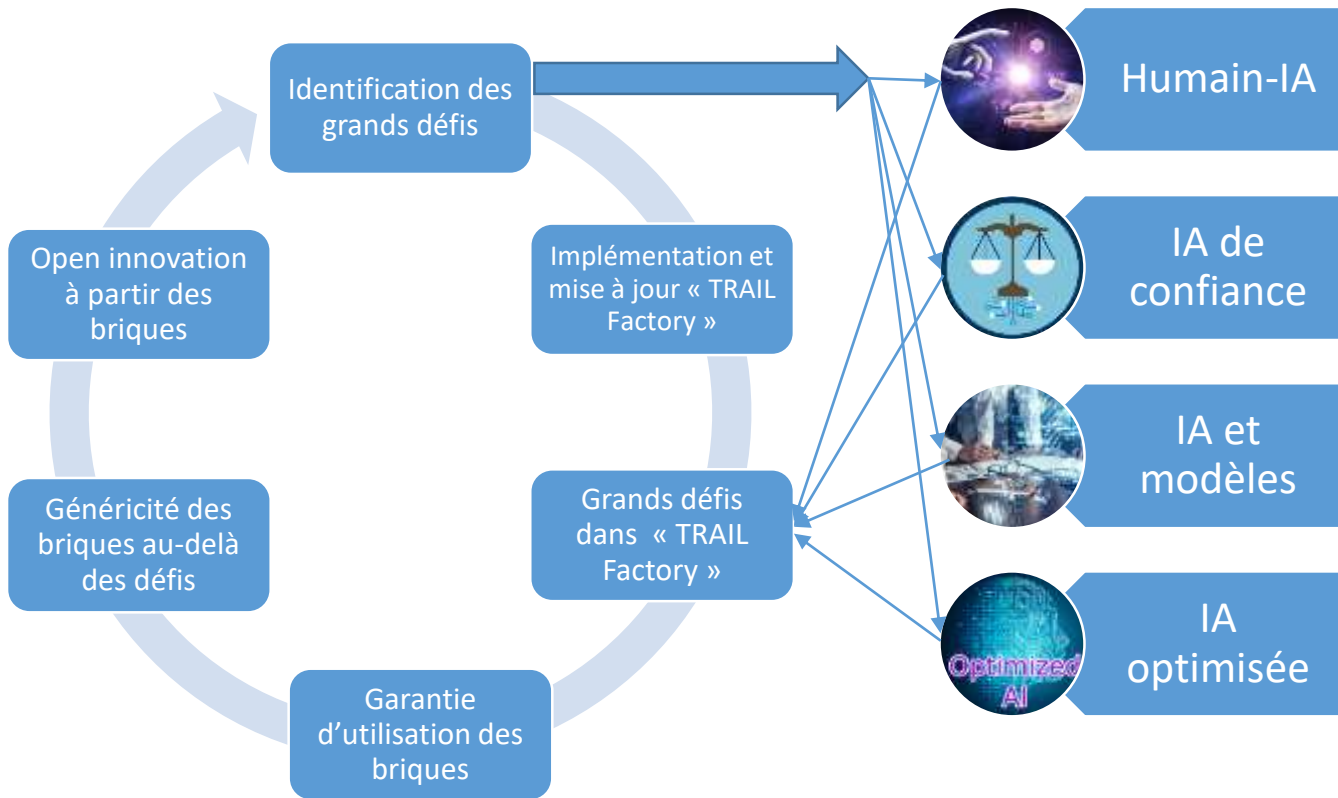 Identification des
grands défis
Implémentation et
mise à jour « TRAIL
Factory »
Grands défis
dans « TRAIL
Factory »
Garantie
d’utilisation des
briques
Généricité des
briques au-delà
des défis
Open innovation
à partir des
briques
Humain-IA
IA de
confiance
IA et
modèles
IA
optimisée
Optimized
AI